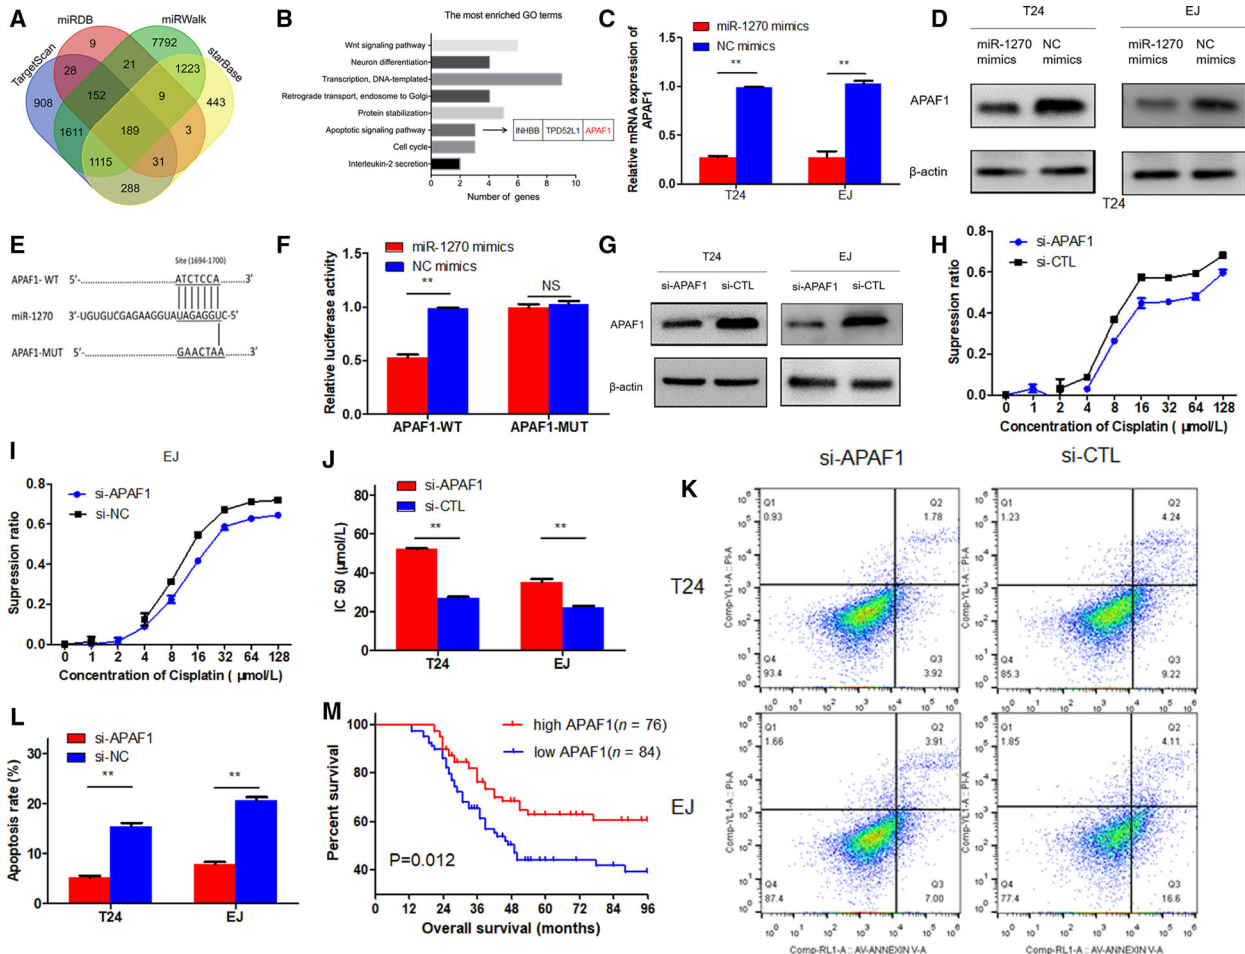 A
miRDB
miRWalk
TargetScan
starBase
9
7792
28
21
1223
908
152
9
443
1611
189
3
1115
31
288
B
The most enriched GO terms
Wnt signaling pathway
Neuron differentiation
Transcription, DNA-templated
Retrograde transport, endosome to Golgi
Protein stabilization
Apoptotic signaling pathway
INHBB TPD52L1 APAF1
Cell cycle
Interleukin-2 secretion
0 2 4 6 8 10
Number of genes
C
miR-1270 mimics
NC mimics
Relative mRNA expression of
APAF1
1.5
1.0
0.5
0.0
** **
T24 EJ
D
T24 EJ
miR-1270 NC miR-1270 NC
mimics mimics mimics mimics
APAF1
β-actin
T24
E
Site (1694-1700)
APAF1- WT 5'-............................ATCTCCA...........3'
miR-1270 3'-UGUGUCGAGAAGGUAUAGAGGUC-5'
APAF1-MUT 5'-............................GAACTAA...........3'
F
miR-1270 mimics
NC mimics
Relative luciferase activity
1.5
1.0
0.5
0.0
** NS
APAF1-WT APAF1-MUT
G
T24 EJ
si-APAF1 si-CTL si-APAF1 si-CTL
APAF1
β-actin
H
si-APAF1
si-CTL
Supression ratio
0.8
0.6
0.4
0.2
0.0
0 1 2 4 8 16 32 64 128
Concentration of Cisplatin ( μmol/L)
I
EJ
si-APAF1
si-NC
Supression ratio
0.8
0.6
0.4
0.2
0.0
0 1 2 4 8 16 32 64 128
Concentration of Cisplatin ( μmol/L)
J
si-APAF1
si-CTL
IC 50 (μmol/L)
80
60
40
20
0
** **
T24 EJ
K
si-APAF1 si-CTL
T24
EJ
Q1
0.93
Q2
1.78
Q4
93.4
Q3
3.92
Q1
1.23
Q2
4.24
Q4
85.3
Q3
9.22
Q1
1.66
Q2
3.91
Q4
87.4
Q3
7.00
Q1
1.85
Q2
4.11
Q4
77.4
Q3
16.6
Comp-YL1-A :: PI-A
Comp-YL1-A :: PI-A
Comp-YL1-A :: PI-A
Comp-YL1-A :: PI-A
Comp-RL1-A :: AV-ANNEXIN V-A
Comp-RL1-A :: AV-ANNEXIN V-A
L
si-APAF1
si-NC
Apoptosis rate (%)
30
20
10
0
** **
T24 EJ
M
high APAF1(n = 76)
low APAF1(n = 84)
Percent survival
100
80
60
40
P=0.012
0 12 24 36 48 60 72 84 96
Overall survival (months)